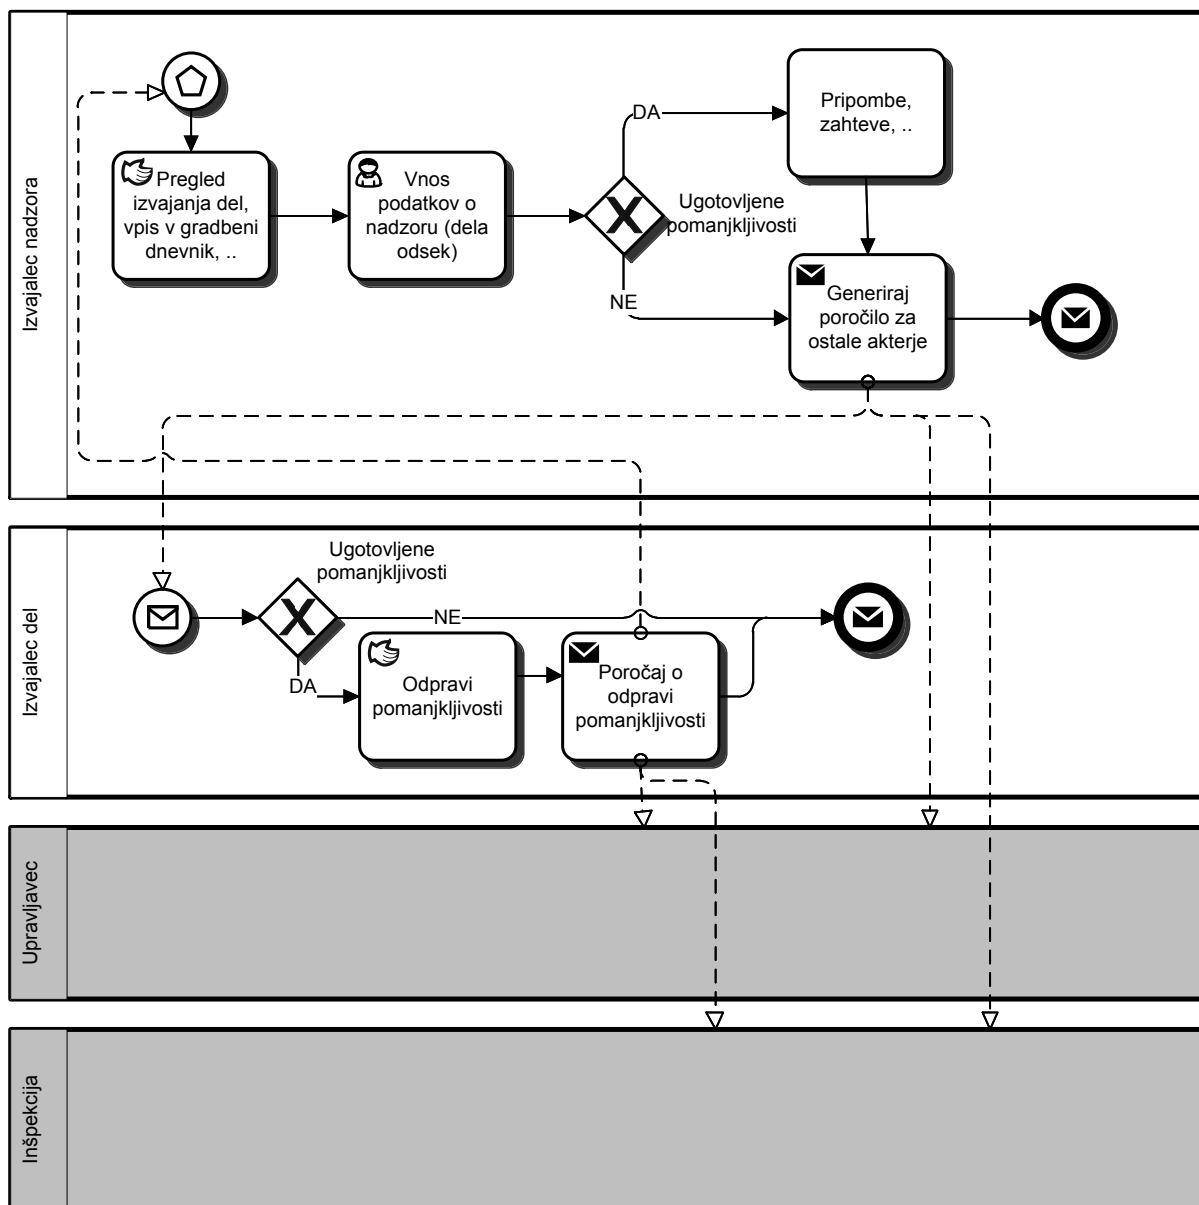 Izvajalec nadzora
Pregled
izvajanja del,
vpis v gradbeni
dnevnik, ..
Vnos
podatkov o
nadzoru (dela
odsek)
DA
NE
Ugotovljene
pomanjkljivosti
Pripombe,
zahteve, ..
Generiraj
poročilo za
ostale akterje
Izvajalec del
Ugotovljene
pomanjkljivosti
NE
DA
Odpravi
pomanjkljivosti
Poročaj o
odpravi
pomanjkljivosti
Upravljavec
Inšpekcija